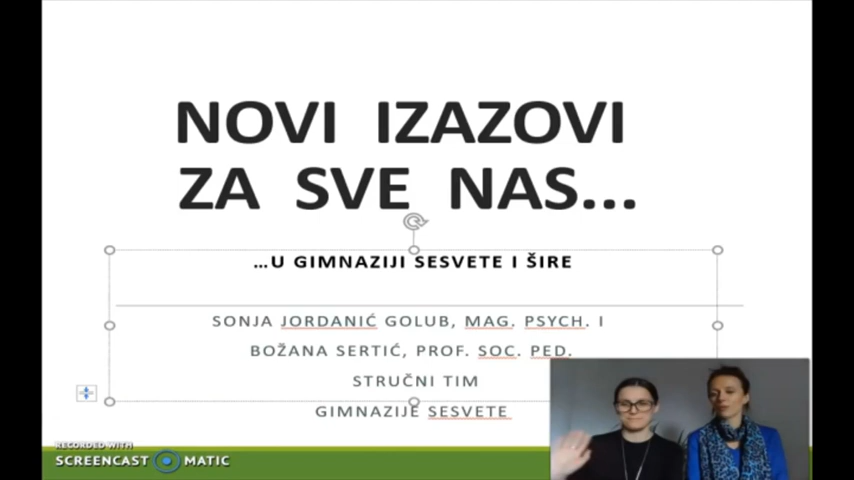 NOVI IZAZOVI
ZA SVE NAS...
...U GIMNAZIJI SESVETE I ŠIRE
SONJA JORDANIĆ GOLUB, MAG. PSYCH. I
BOŽANA SERTIĆ, PROF. SOC. PED.
STRUČNI TIM
GIMNAZIJE SESVETE
RECORDED WITH
SCREENCAST MATIC